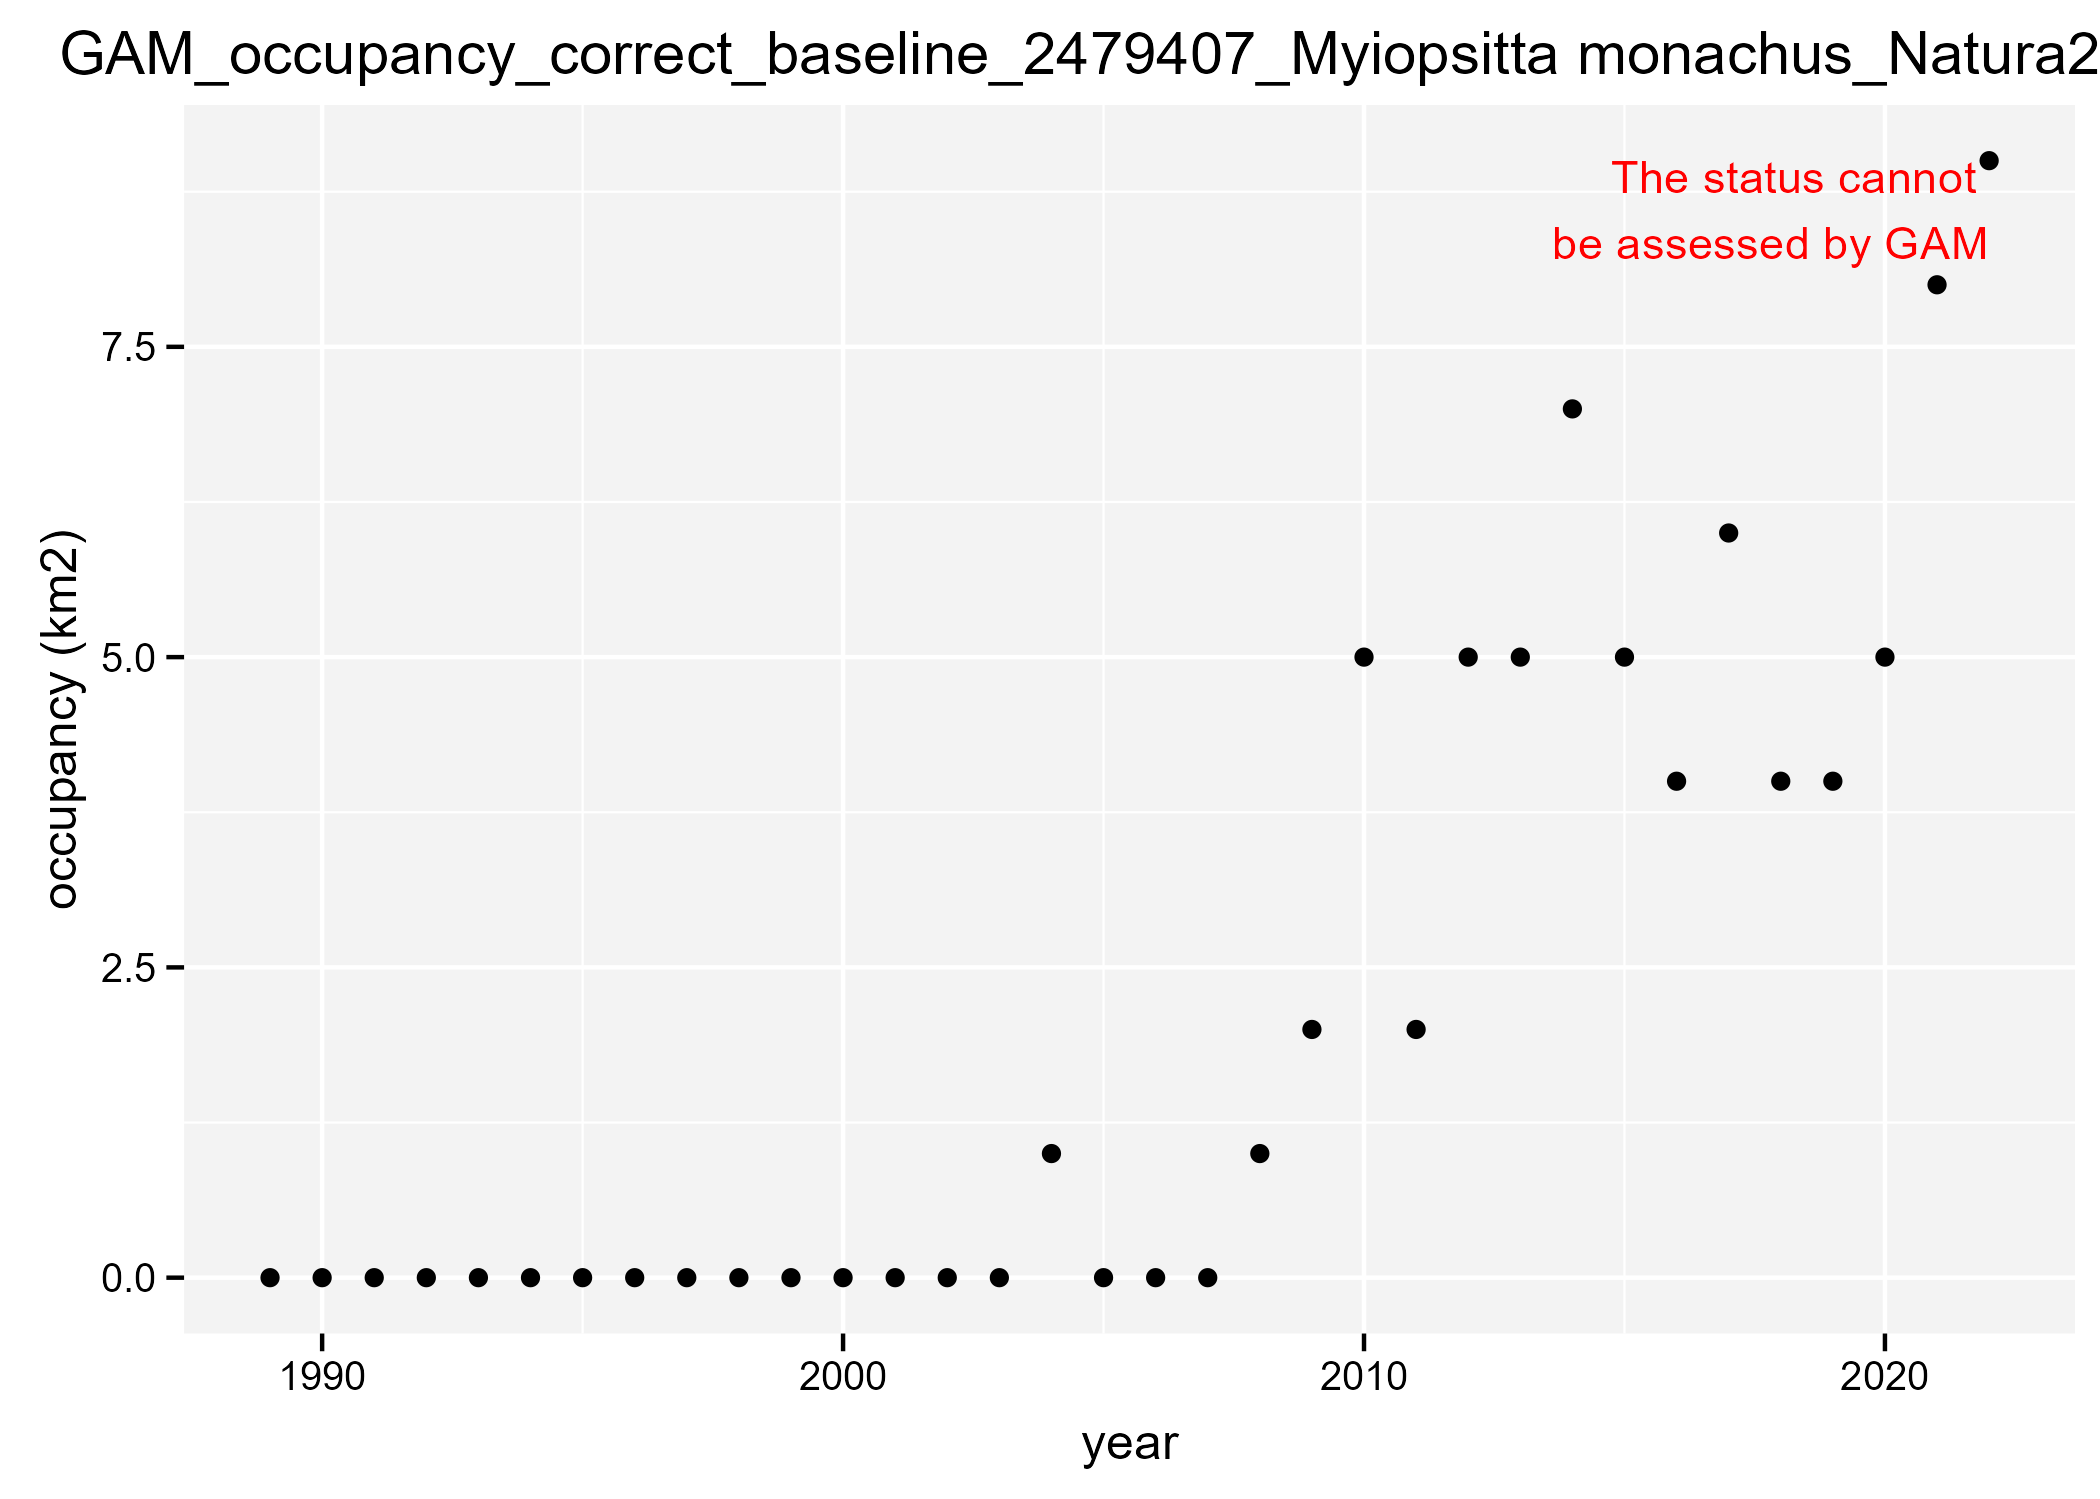 GAM_occupancy_correct_baseline_2479407_Myiopsitta monachus_Natura2
The status cannot
be assessed by GAM
7.5
5.0
2.5
0.0
occupancy (km2)
1990 2000 2010 2020
year